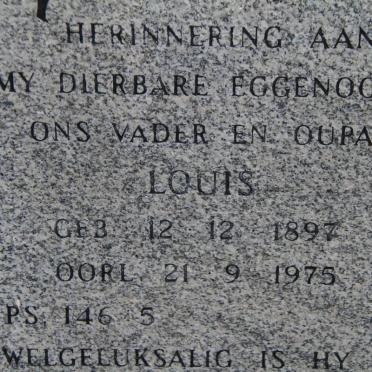 HERINNERING AAN
MY DIERBARE EGGENOO
ONS VADER EN OUPA
LOUIS
GEB 12 12 1897
OORL 21 9 1975
PS 146 5
WELGELUKSALIG IS HY